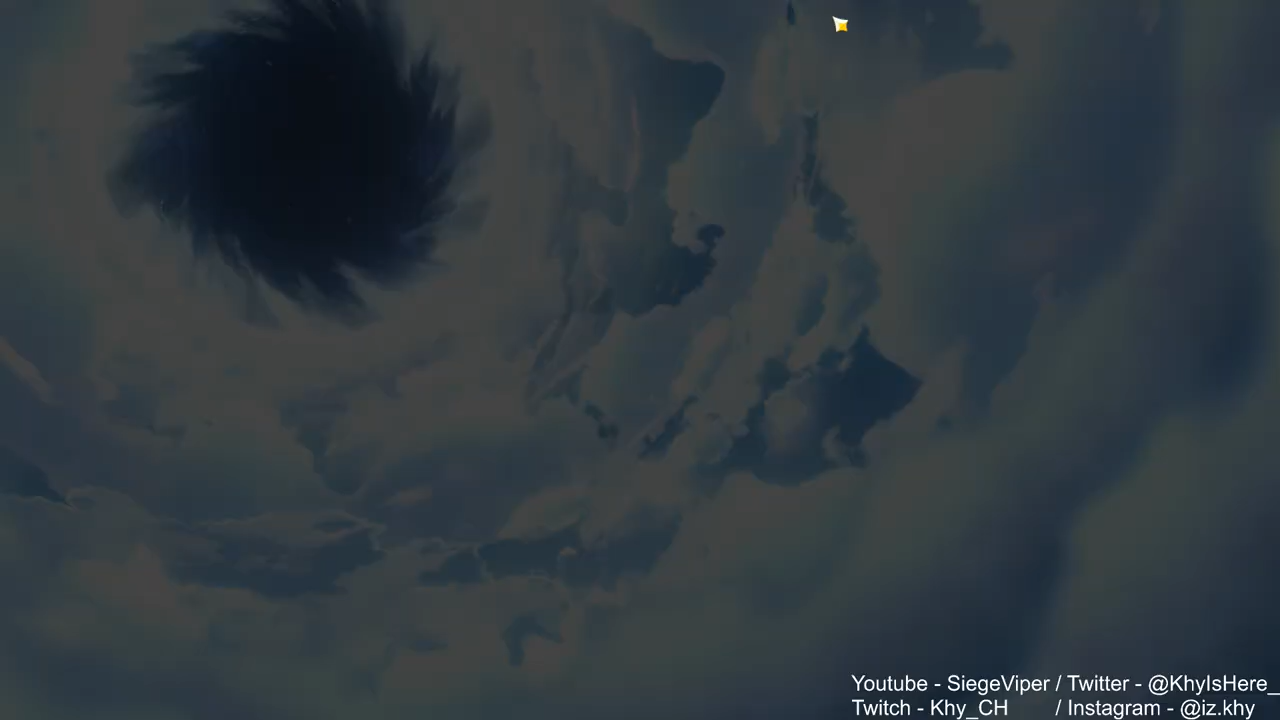 Youtube - SiegeViper / Twitter - @KhyIsHere_
Twitch - Khy_CH / Instagram - @iz.khy